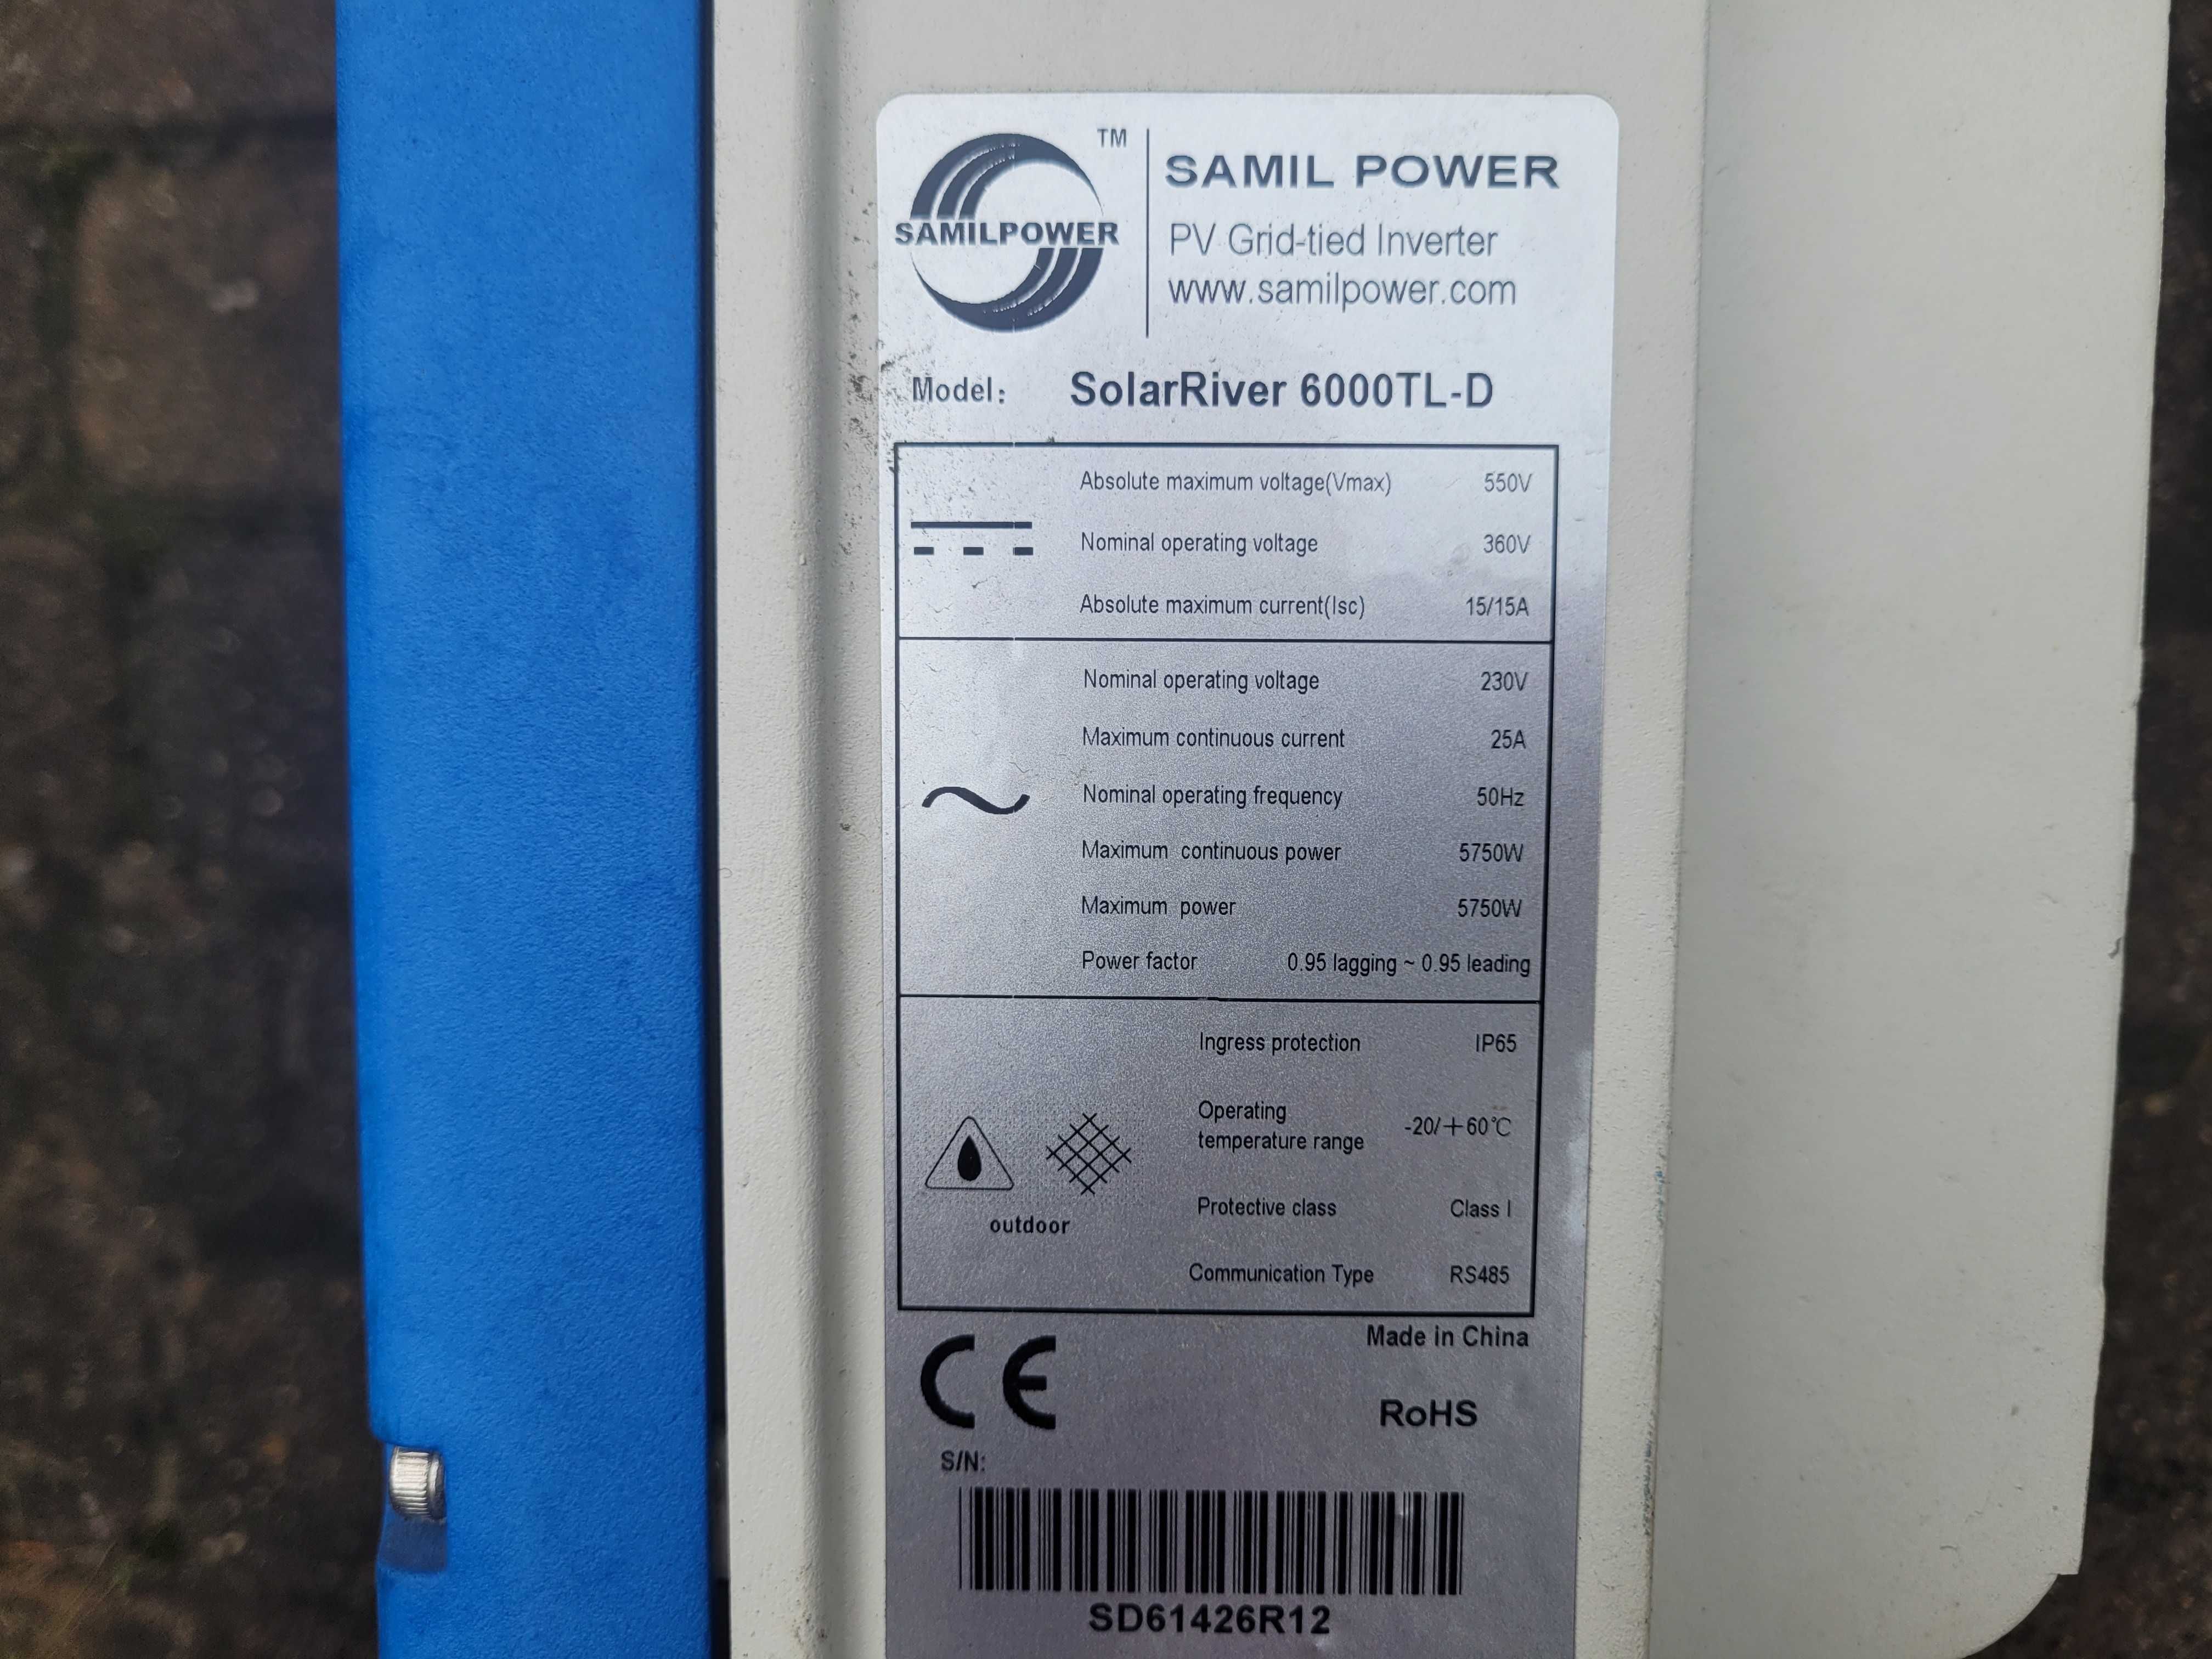 TM
SAMILPOWER
SAMIL POWER
PV Grid-tied Inverter
www.samilpower.com
Model: SolarRiver 6000TL-D
Absolute maximum voltage(Vmax) 550V
Nominal operating voltage 360V
Absolute maximum current(Isc) 15/15A
Nominal operating voltage 230V
Maximum continuous current 25A
Nominal operating frequency 50Hz
Maximum continuous power 5750W
Maximum power 5750W
Power factor 0.95 lagging ~ 0.95 leading
Ingress protection IP65
Operating
temperature range -20/+60℃
Protective class Class I
outdoor
Communication Type RS485
Made in China
CE
RoHS
S/N:
SD61426R12